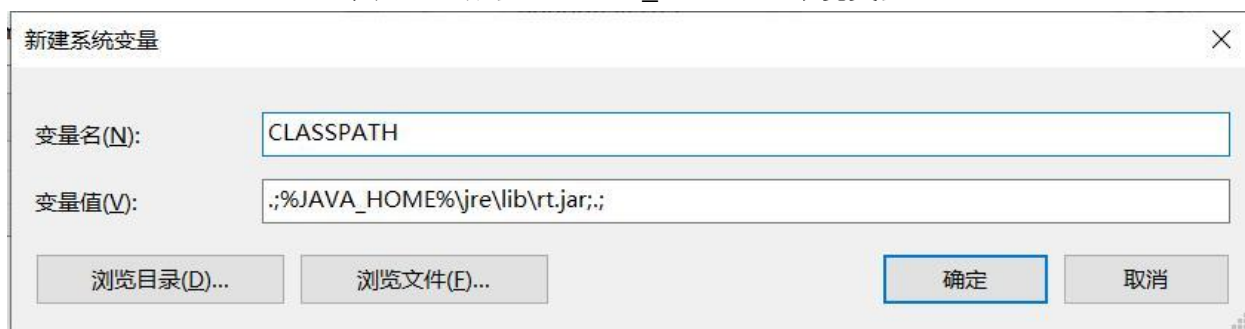 新建系统变量
变量名(N):
CLASSPATH
变量值(V):
.;%JAVA_HOME%\jre\lib\rt.jar;.;
浏览目录(D)...
浏览文件(F)...
确定
取消